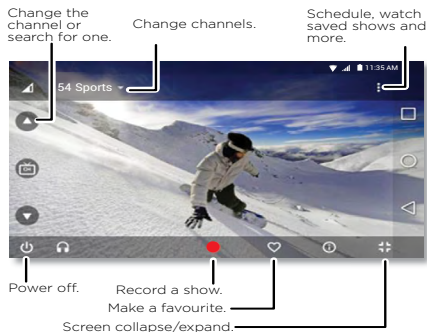 Change the
channel or
search for one.
Change channels.
Schedule, watch
saved shows and
more.
11:35 AM
54 Sports
CH
Power off.
Record a show.
Make a favourite.
Screen collapse/expand.